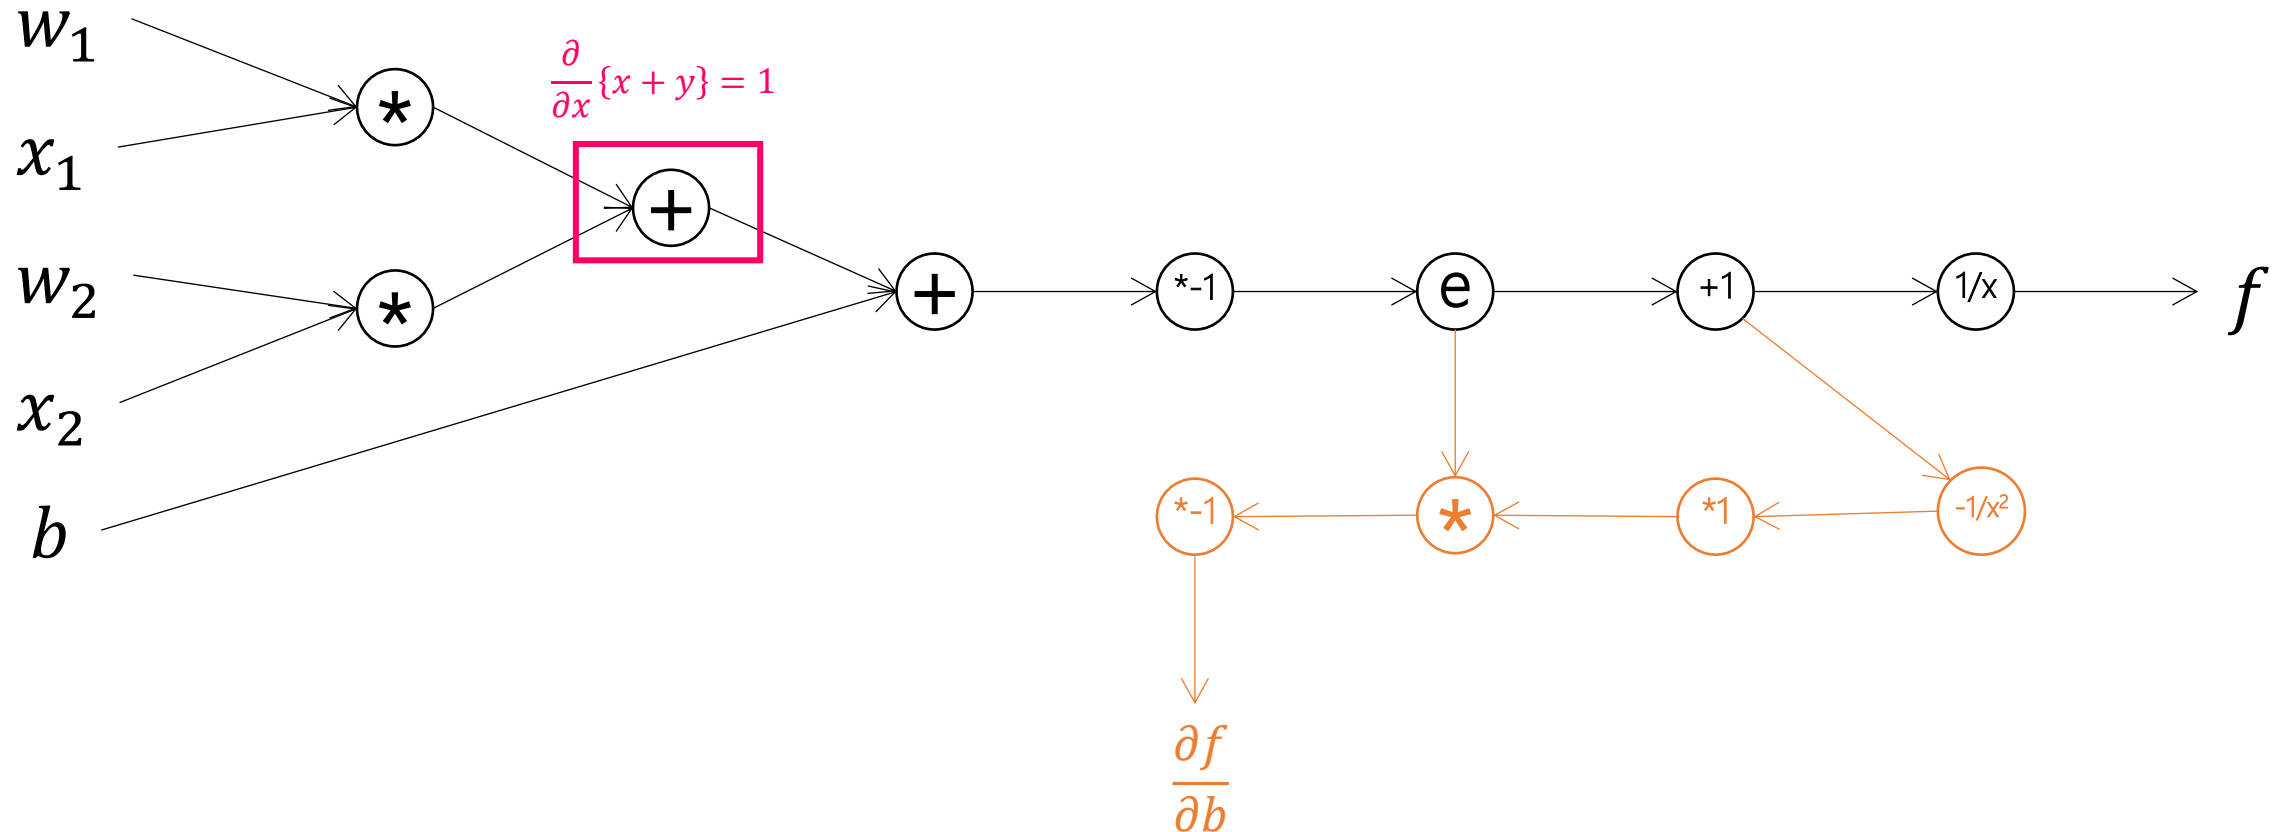 w₁
x₁
w₂
x₂
b
*
*
∂/∂x {x + y} = 1
+
+
*-1
e
+1
1/x
f
*-1
*
*1
-1/x²
∂f/∂b